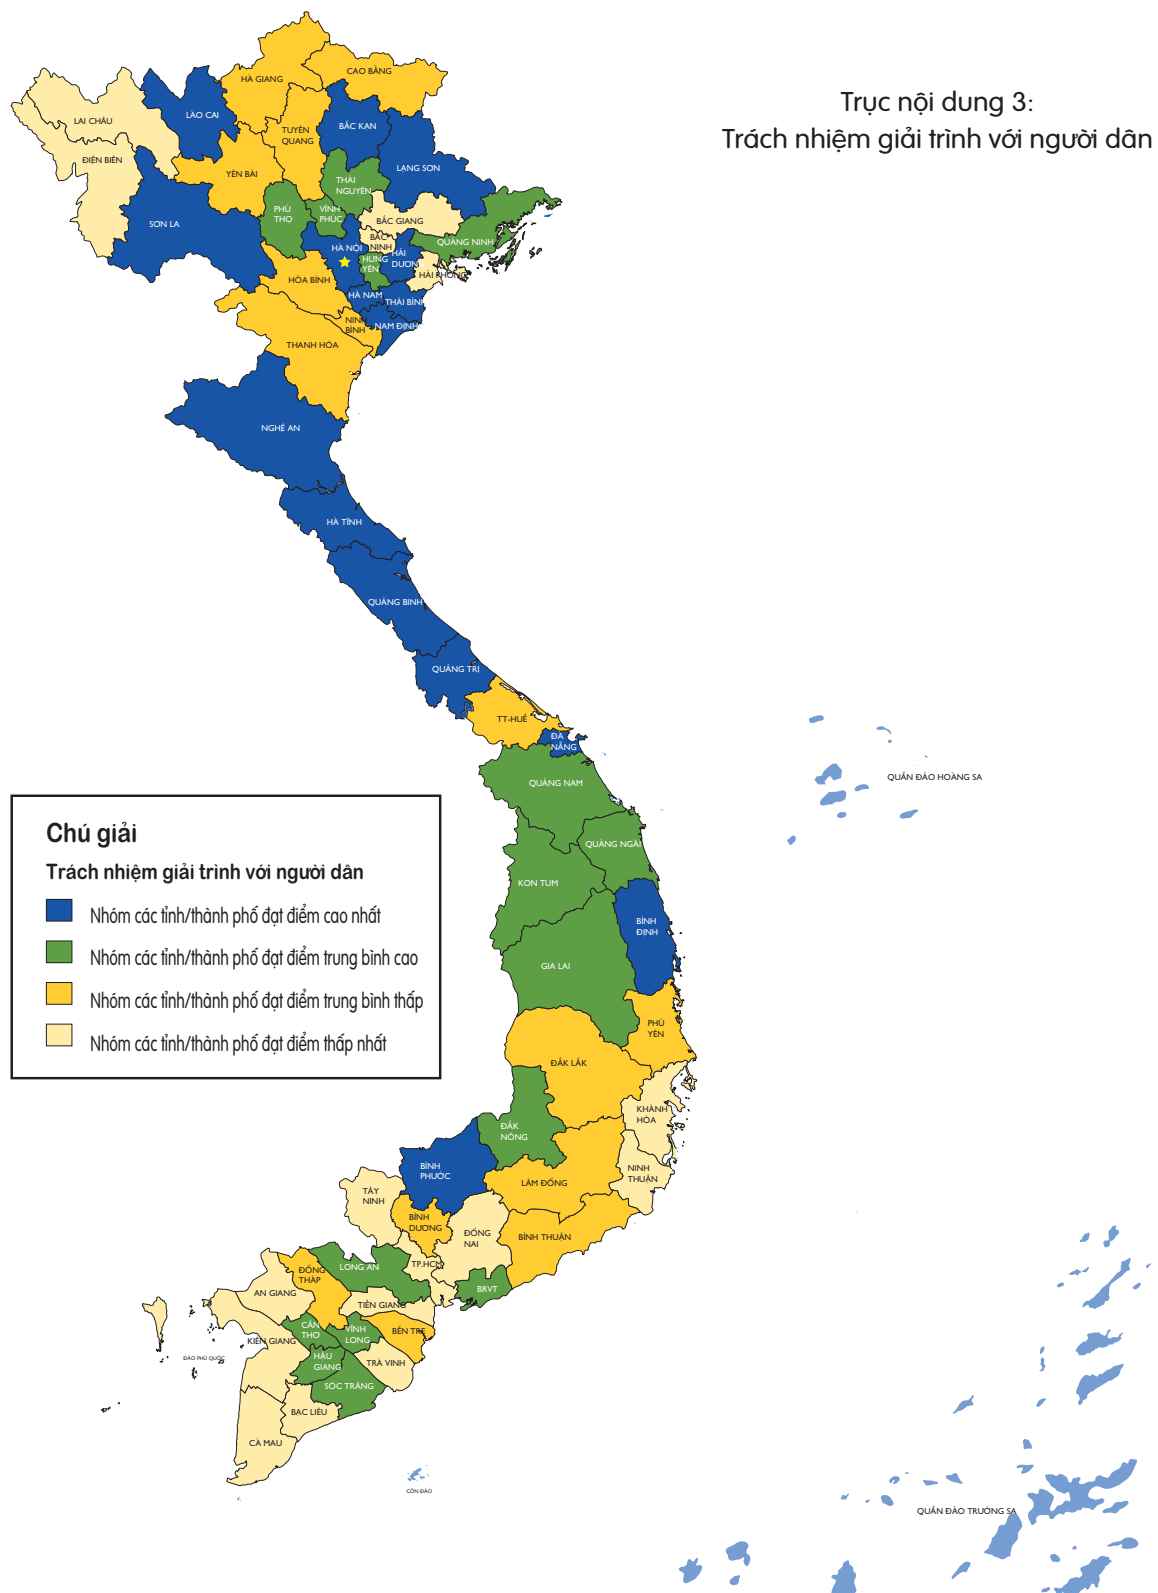 Trục nội dung 3:
Trách nhiệm giải trình với người dân
HÀ GIANG
CAO BẰNG
LAI CHÂU
LÀO CAI
TUYÊN
QUANG
BẮC KẠN
ĐIỆN BIÊN
YÊN BÁI
LẠNG SƠN
THÁI
NGUYÊN
SƠN LA
PHÚ
THỌ
VĨNH
PHÚC
BẮC GIANG
BẮC
NINH
QUẢNG NINH
HÀ NỘI
HẢI
DƯƠN
HƯNG
YÊN
HẢI PHÒNG
HÒA BÌNH
HÀ NAM
THÁI BÌNH
NINH
BÌNH
NAM ĐỊNH
THANH HÓA
NGHỆ AN
HÀ TĨNH
QUẢNG BÌNH
QUẢNG TRỊ
TT-HUẾ
ĐÀ
NẴNG
QUẦN ĐẢO HOÀNG SA
QUẢNG NAM
QUẢNG NGÃI
KON TUM
BÌNH
ĐỊNH
GIA LAI
Chú giải
Trách nhiệm giải trình với người dân
Nhóm các tỉnh/thành phố đạt điểm cao nhất
Nhóm các tỉnh/thành phố đạt điểm trung bình cao
Nhóm các tỉnh/thành phố đạt điểm trung bình thấp
Nhóm các tỉnh/thành phố đạt điểm thấp nhất
PHÚ
YÊN
ĐẮK LẮK
KHÁNH
HÒA
ĐẮK
NÔNG
BÌNH
PHƯỚC
NINH
THUẬN
LÂM ĐỒNG
TÂY
NINH
BÌNH
DƯƠNG
ĐỒNG
NAI
BÌNH THUẬN
TP.HCM
LONG AN
ĐỒNG
THÁP
AN GIANG
BRVT
TIỀN GIANG
CẦN
THƠ
VĨNH
LONG
BẾN TRE
KIÊN GIANG
ĐẢO PHÚ QUỐC
HẬU
GIANG
TRÀ VINH
SÓC TRĂNG
BẠC LIÊU
CÀ MAU
CÔN ĐẢO
QUẦN ĐẢO TRƯỜNG SA